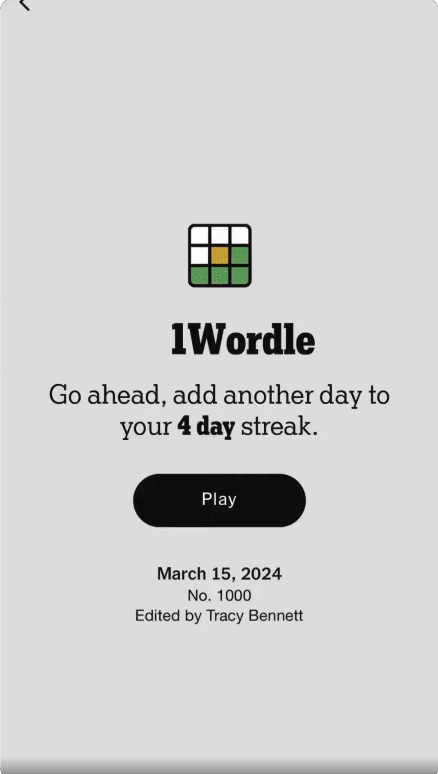 1Wordle
Go ahead, add another day to
your 4 day streak.
Play
March 15, 2024
No. 1000
Edited by Tracy Bennett